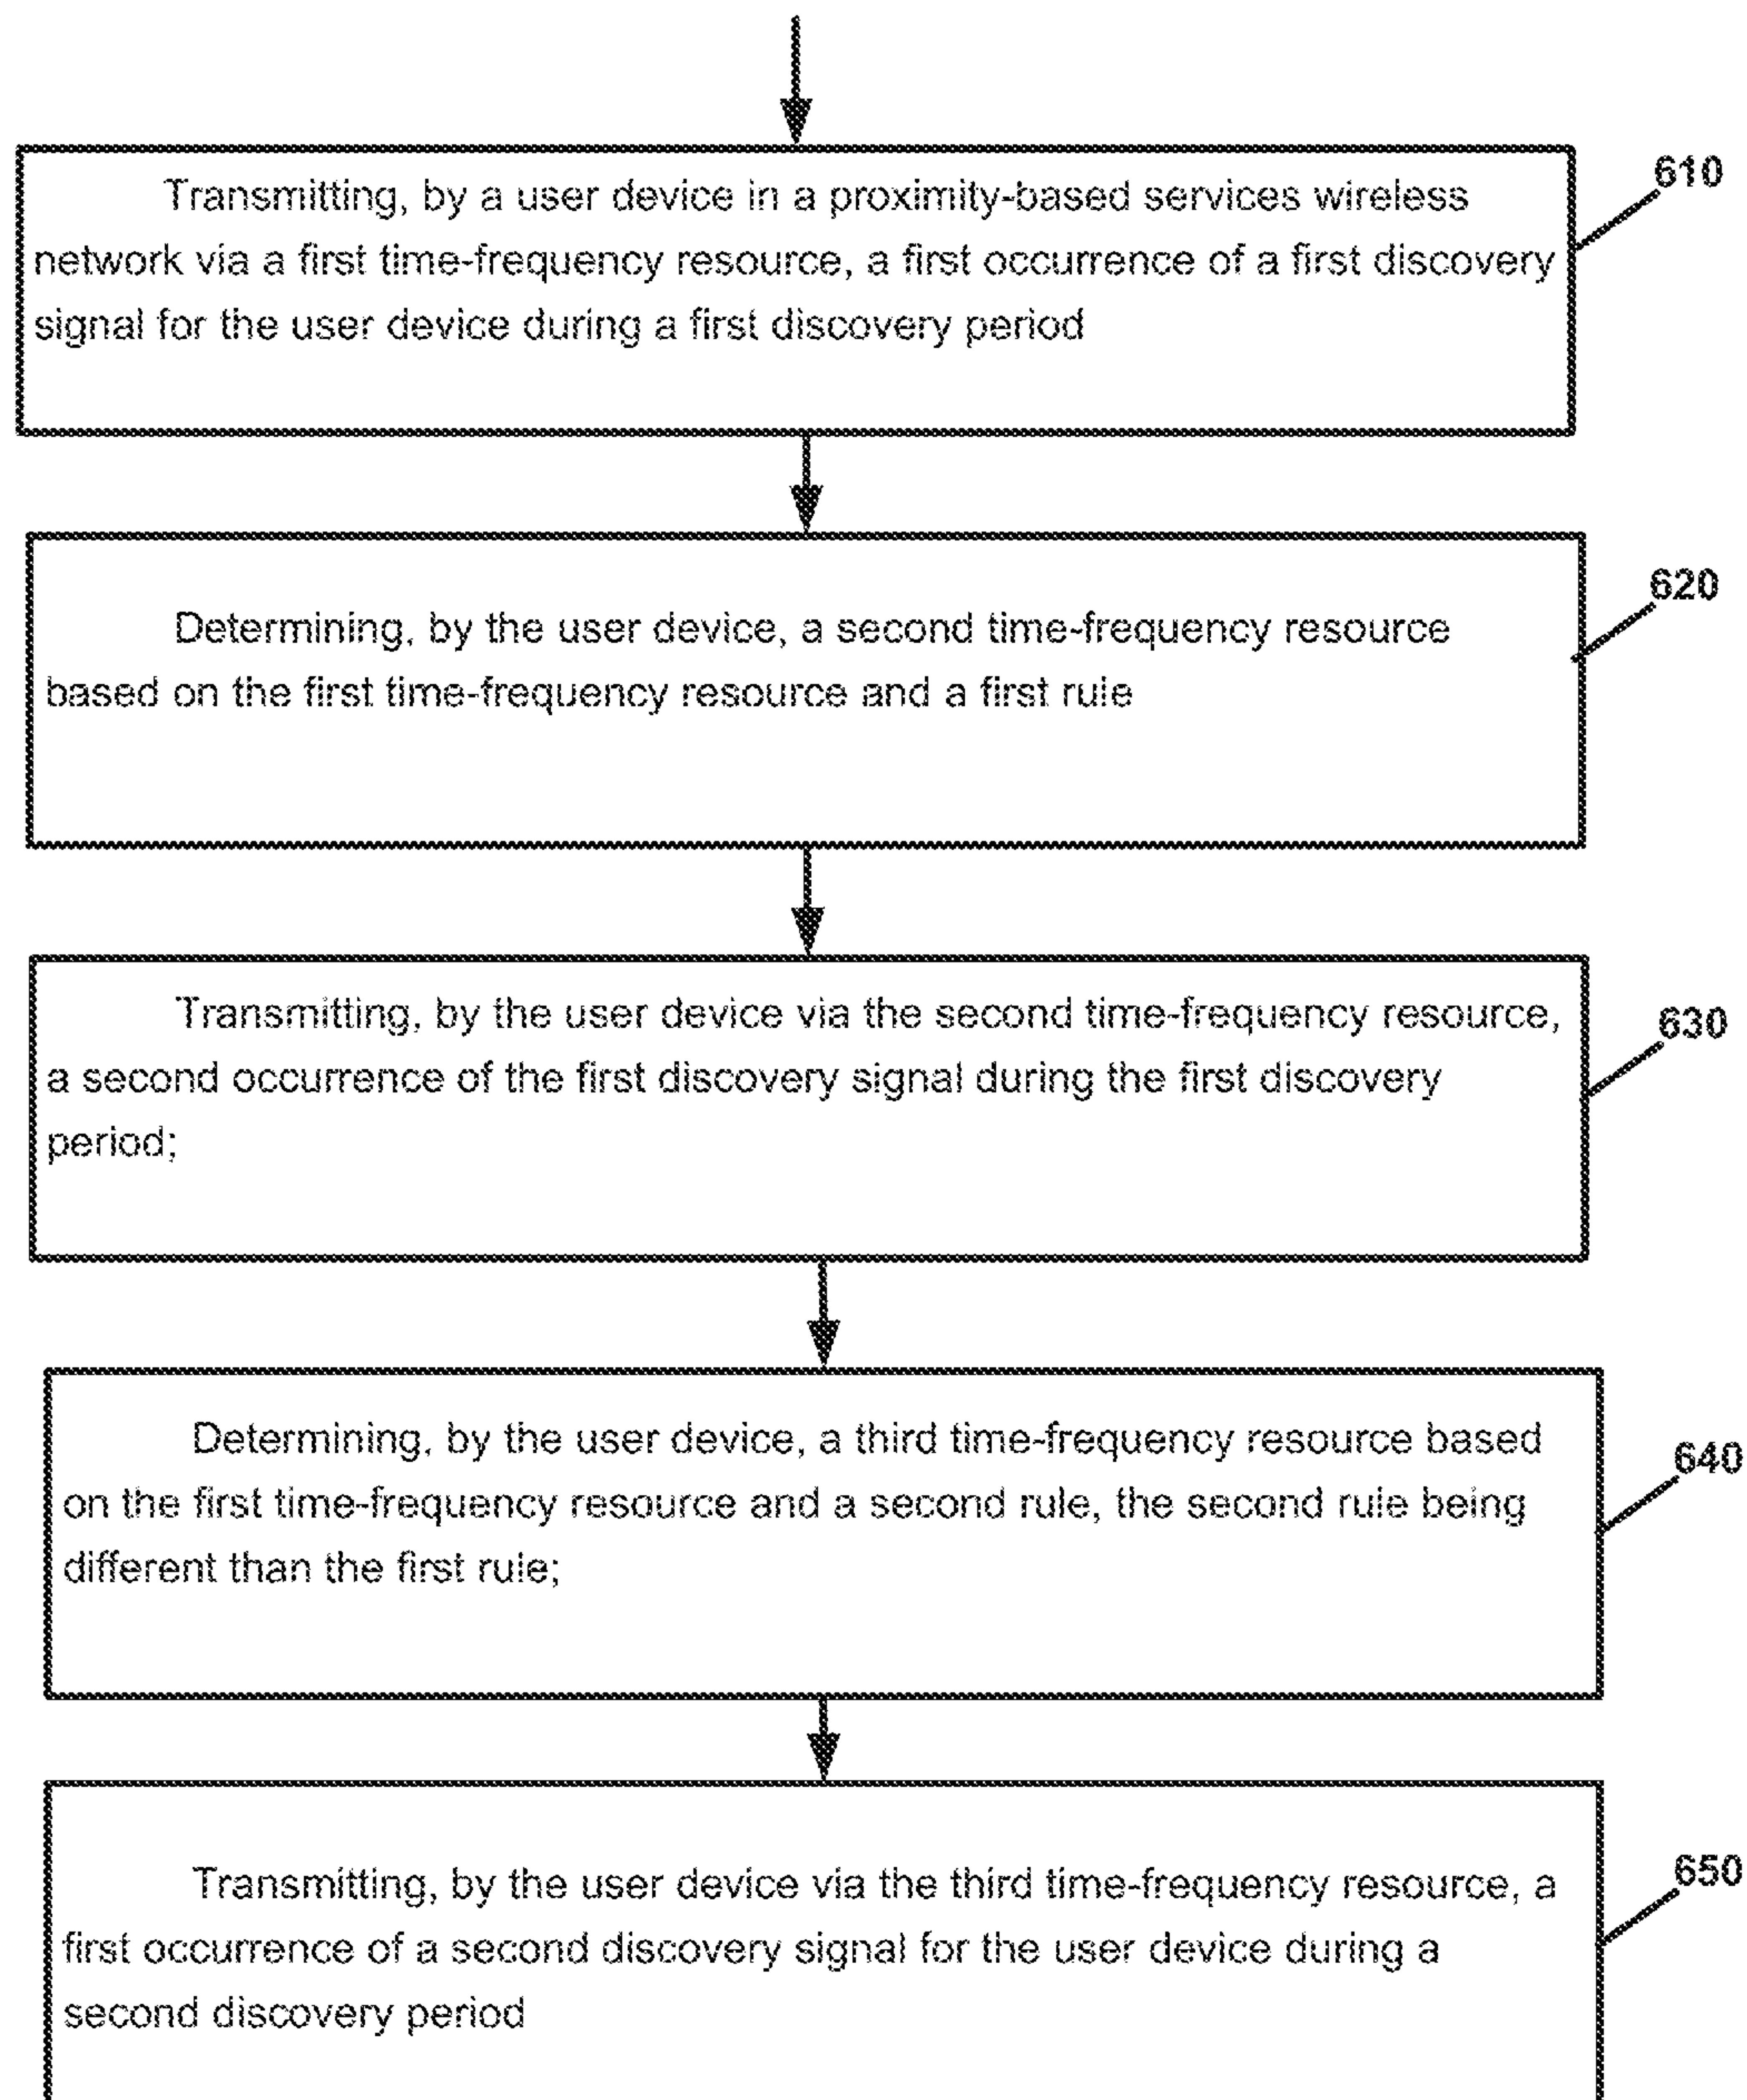 610
Transmitting, by a user device in a proximity-based services wireless
network via a first time-frequency resource, a first occurrence of a first discovery
signal for the user device during a first discovery period
620
Determining, by the user device, a second time-frequency resource
based on the first time-frequency resource and a first rule
630
Transmitting, by the user device via the second time-frequency resource,
a second occurrence of the first discovery signal during the first discovery
period;
640
Determining, by the user device, a third time-frequency resource based
on the first time-frequency resource and a second rule, the second rule being
different than the first rule;
650
Transmitting, by the user device via the third time-frequency resource, a
first occurrence of a second discovery signal for the user device during a
second discovery period